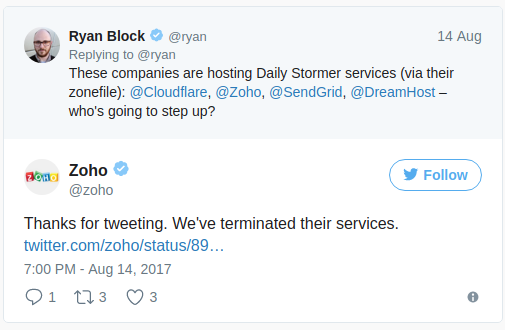 Ryan Block @ryan 14 Aug
Replying to @ryan
These companies are hosting Daily Stormer services (via their
zonefile): @Cloudflare, @Zoho, @SendGrid, @DreamHost –
who's going to step up?
ZOHO
Zoho
@zoho
Follow
Thanks for tweeting. We've terminated their services.
twitter.com/zoho/status/89…
7:00 PM - Aug 14, 2017
1 3 3